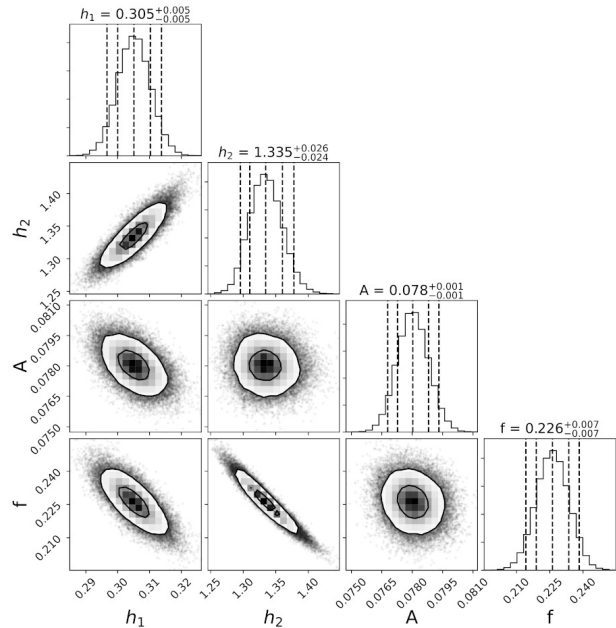 h₁ = 0.305⁺⁰·⁰⁰⁵₋₀.₀₀₅
h₂ = 1.335⁺⁰·⁰²⁶₋₀.₀₂₄
h₂
1.40
1.35
1.30
1.25
A = 0.078⁺⁰·⁰⁰¹₋₀.₀₀₁
A
0.0810
0.0795
0.0780
0.0765
0.0750
f = 0.226⁺⁰·⁰⁰⁷₋₀.₀₀₇
f
0.240
0.225
0.210
0.29 0.30 0.31 0.32
1.25 1.30 1.35 1.40
0.0750 0.0765 0.0780 0.0795 0.0810
0.210 0.225 0.240
h₁ h₂ A f